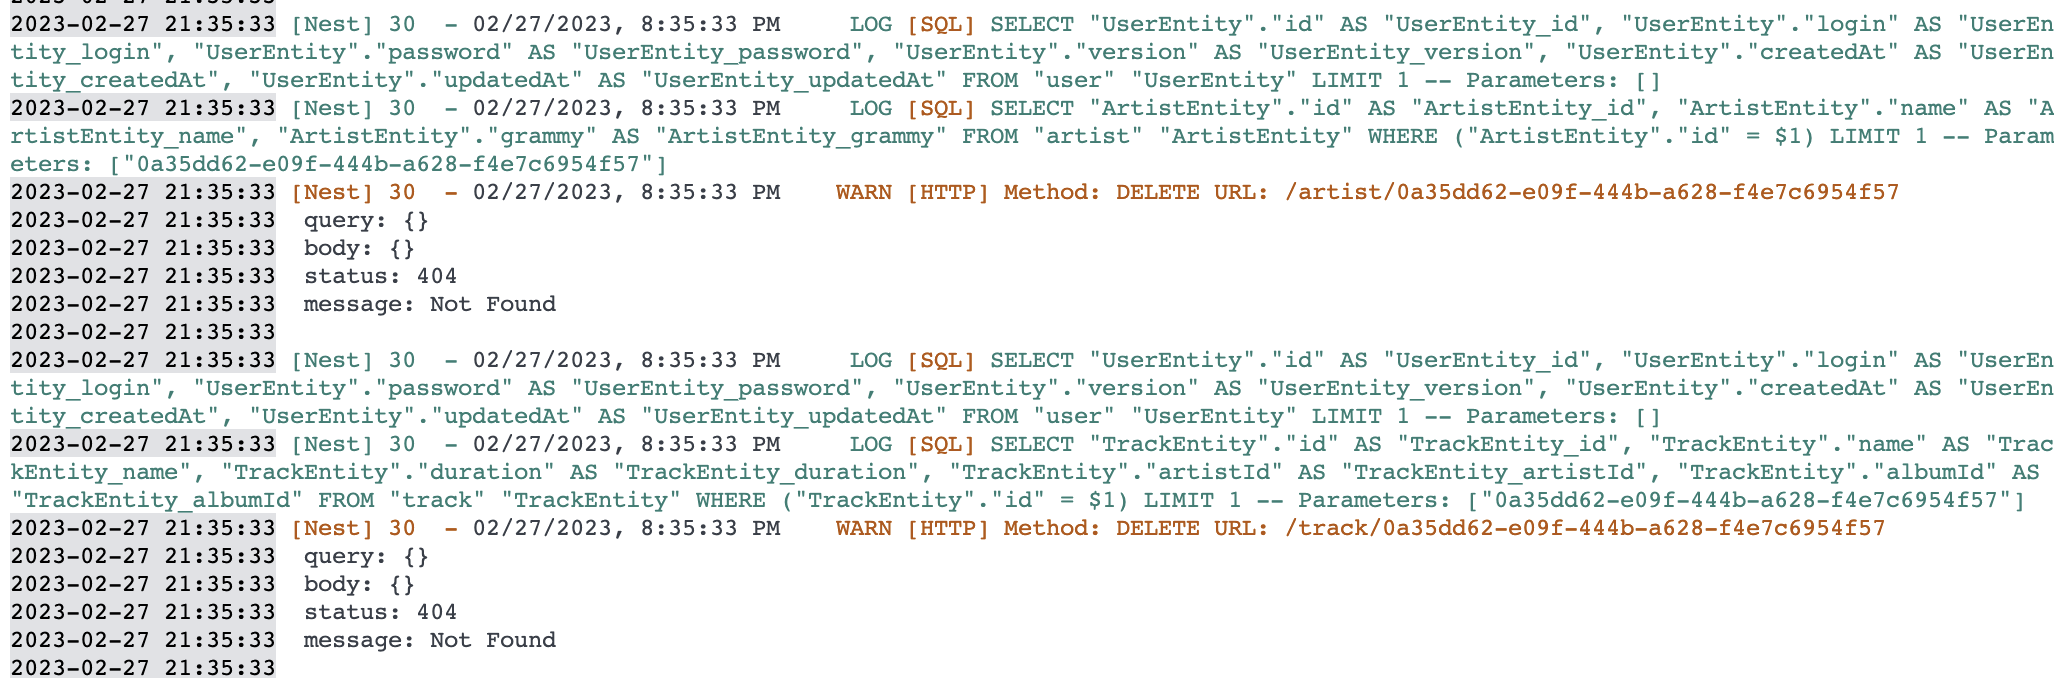 2023-02-27 21:35:33 [Nest] 30  - 02/27/2023, 8:35:33 PM     LOG [SQL] SELECT "UserEntity"."id" AS "UserEntity_id", "UserEntity"."login" AS "UserEn
tity_login", "UserEntity"."password" AS "UserEntity_password", "UserEntity"."version" AS "UserEntity_version", "UserEntity"."createdAt" AS "UserEn
tity_createdAt", "UserEntity"."updatedAt" AS "UserEntity_updatedAt" FROM "user" "UserEntity" LIMIT 1 -- Parameters: []
2023-02-27 21:35:33 [Nest] 30  - 02/27/2023, 8:35:33 PM     LOG [SQL] SELECT "ArtistEntity"."id" AS "ArtistEntity_id", "ArtistEntity"."name" AS "A
rtistEntity_name", "ArtistEntity"."grammy" AS "ArtistEntity_grammy" FROM "artist" "ArtistEntity" WHERE ("ArtistEntity"."id" = $1) LIMIT 1 -- Param
eters: ["0a35dd62-e09f-444b-a628-f4e7c6954f57"]
2023-02-27 21:35:33 [Nest] 30  - 02/27/2023, 8:35:33 PM    WARN [HTTP] Method: DELETE URL: /artist/0a35dd62-e09f-444b-a628-f4e7c6954f57
2023-02-27 21:35:33  query: {}
2023-02-27 21:35:33  body: {}
2023-02-27 21:35:33  status: 404
2023-02-27 21:35:33  message: Not Found
2023-02-27 21:35:33
2023-02-27 21:35:33 [Nest] 30  - 02/27/2023, 8:35:33 PM     LOG [SQL] SELECT "UserEntity"."id" AS "UserEntity_id", "UserEntity"."login" AS "UserEn
tity_login", "UserEntity"."password" AS "UserEntity_password", "UserEntity"."version" AS "UserEntity_version", "UserEntity"."createdAt" AS "UserEn
tity_createdAt", "UserEntity"."updatedAt" AS "UserEntity_updatedAt" FROM "user" "UserEntity" LIMIT 1 -- Parameters: []
2023-02-27 21:35:33 [Nest] 30  - 02/27/2023, 8:35:33 PM     LOG [SQL] SELECT "TrackEntity"."id" AS "TrackEntity_id", "TrackEntity"."name" AS "Trac
kEntity_name", "TrackEntity"."duration" AS "TrackEntity_duration", "TrackEntity"."artistId" AS "TrackEntity_artistId", "TrackEntity"."albumId" AS
"TrackEntity_albumId" FROM "track" "TrackEntity" WHERE ("TrackEntity"."id" = $1) LIMIT 1 -- Parameters: ["0a35dd62-e09f-444b-a628-f4e7c6954f57"]
2023-02-27 21:35:33 [Nest] 30  - 02/27/2023, 8:35:33 PM    WARN [HTTP] Method: DELETE URL: /track/0a35dd62-e09f-444b-a628-f4e7c6954f57
2023-02-27 21:35:33  query: {}
2023-02-27 21:35:33  body: {}
2023-02-27 21:35:33  status: 404
2023-02-27 21:35:33  message: Not Found
2023-02-27 21:35:33